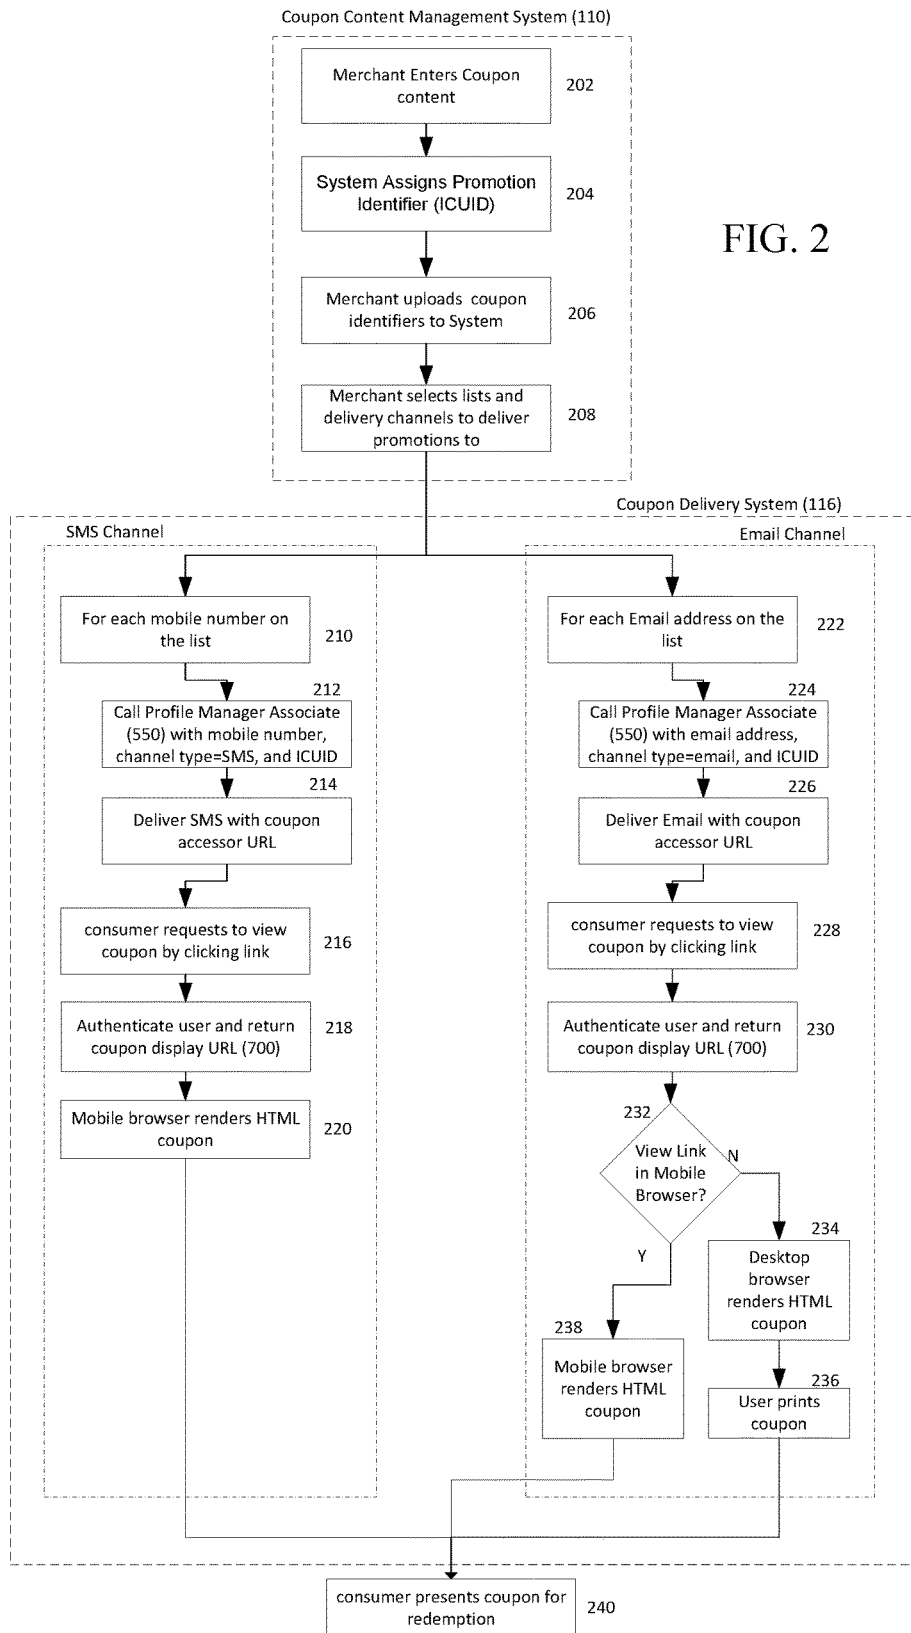 Coupon Content Management System (110)
Merchant Enters Coupon
content
202
System Assigns Promotion
Identifier (ICUID)
204
FIG. 2
Merchant uploads coupon
identifiers to System
206
Merchant selects lists and
delivery channels to deliver
promotions to
208
Coupon Delivery System (116)
SMS Channel
For each mobile number on
the list
210
212
Call Profile Manager Associate
(550) with mobile number,
channel type=SMS, and ICUID
214
Deliver SMS with coupon
accessor URL
consumer requests to view
coupon by clicking link
216
Authenticate user and return
coupon display URL (700)
218
Mobile browser renders HTML
coupon
220
Email Channel
For each Email address on the
list
222
224
Call Profile Manager Associate
(550) with email address,
channel type=email, and ICUID
226
Deliver Email with coupon
accessor URL
consumer requests to view
coupon by clicking link
228
Authenticate user and return
coupon display URL (700)
230
232
View Link
in Mobile
Browser?
N
Y
234
Desktop
browser
renders HTML
coupon
236
User prints
coupon
238
Mobile browser
renders HTML
coupon
consumer presents coupon for
redemption
240